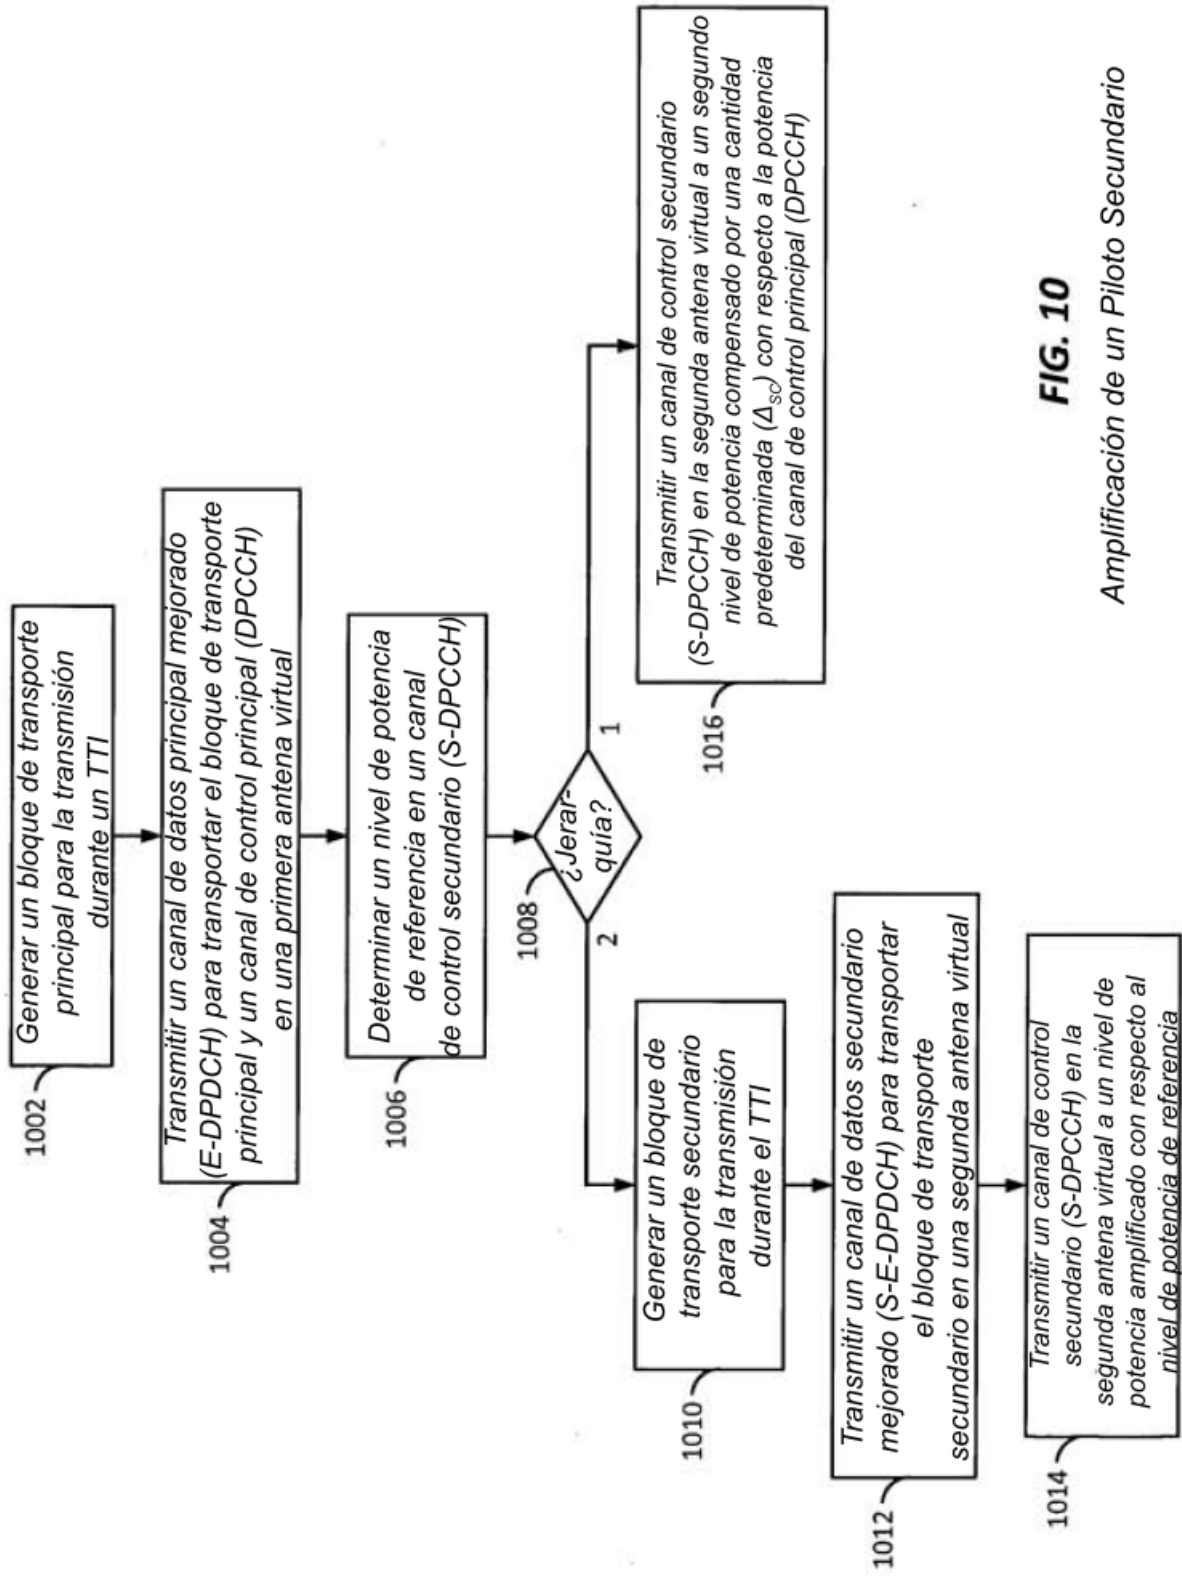 Generar un bloque de transporte
principal para la transmisión
durante un TTI
1002
Transmitir un canal de datos principal mejorado
(E-DPDCH) para transportar el bloque de transporte
principal y un canal de control principal (DPCCH)
en una primera antena virtual
1004
Determinar un nivel de potencia
de referencia en un canal
de control secundario (S-DPCCH)
1006
¿Jerar-
quía?
1008
2
1
Generar un bloque de
transporte secundario
para la transmisión
durante el TTI
1010
Transmitir un canal de datos secundario
mejorado (S-E-DPDCH) para transportar
el bloque de transporte
secundario en una segunda antena virtual
1012
Transmitir un canal de control
secundario (S-DPCCH) en la
segunda antena virtual a un nivel de
potencia amplificado con respecto al
nivel de potencia de referencia
1014
Transmitir un canal de control secundario
(S-DPCCH) en la segunda antena virtual a un segundo
nivel de potencia compensado por una cantidad
predeterminada (Δsc) con respecto a la potencia
del canal de control principal (DPCCH)
1016
FIG. 10
Amplificación de un Piloto Secundario